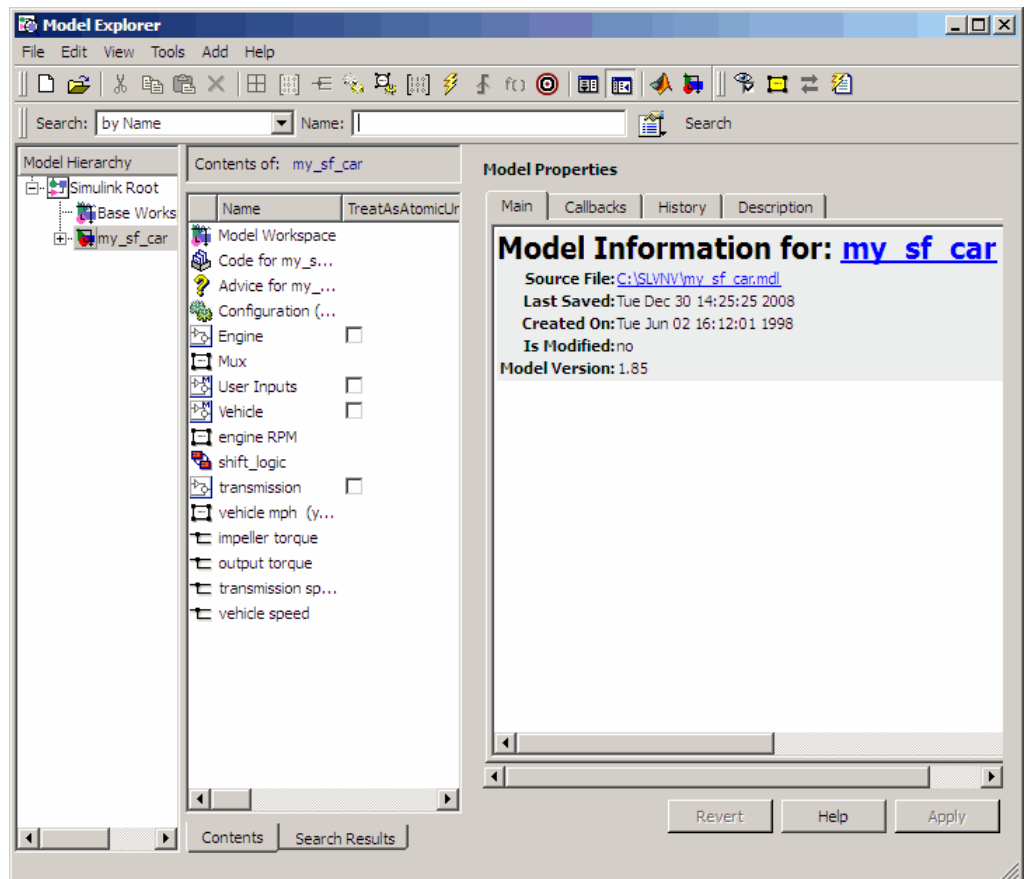 Model Explorer
File Edit View Tools Add Help
f()
Search: by Name Name: Search
Model Hierarchy
Simulink Root
Base Works
my_sf_car
Contents of: my_sf_car
Name TreatAsAtomicUr
Model Workspace
Code for my_s...
Advice for my_...
Configuration (...
Engine
Mux
User Inputs
Vehicle
engine RPM
shift_logic
transmission
vehicle mph (y...
impeller torque
output torque
transmission sp...
vehicle speed
Contents Search Results
Model Properties
Main Callbacks History Description
Model Information for: my_sf_car
Source File: C:\SLVNV\my_sf_car.mdl
Last Saved: Tue Dec 30 14:25:25 2008
Created On: Tue Jun 02 16:12:01 1998
Is Modified: no
Model Version: 1.85
Revert Help Apply